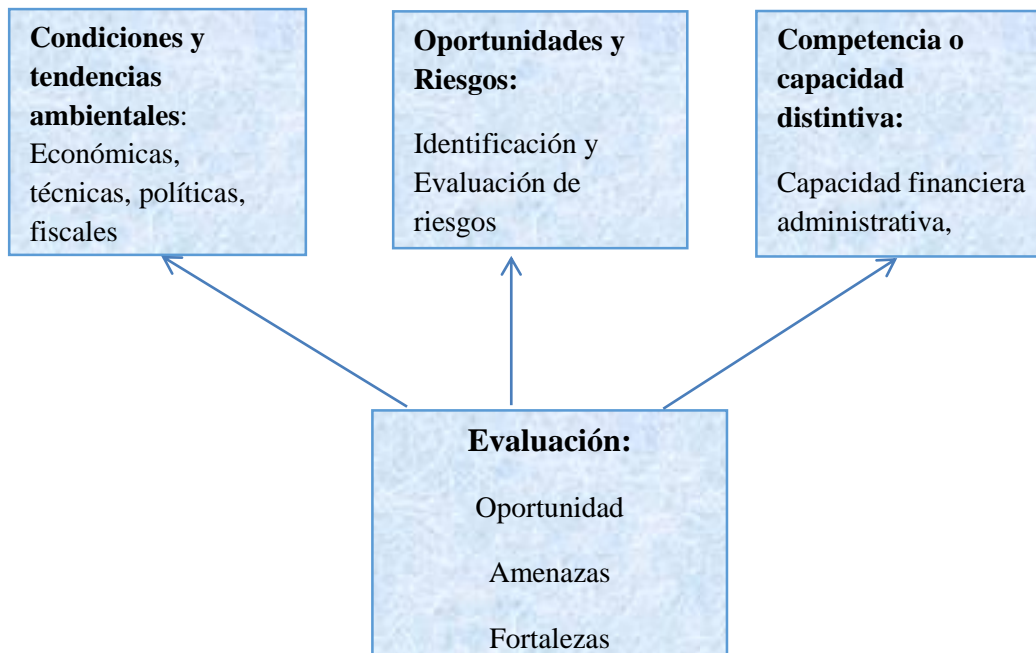 Condiciones y
tendencias
ambientales:
Económicas,
técnicas, políticas,
fiscales
Oportunidades y
Riesgos:
Identificación y
Evaluación de
riesgos
Competencia o
capacidad
distintiva:
Capacidad financiera
administrativa,
Evaluación:
Oportunidad
Amenazas
Fortalezas